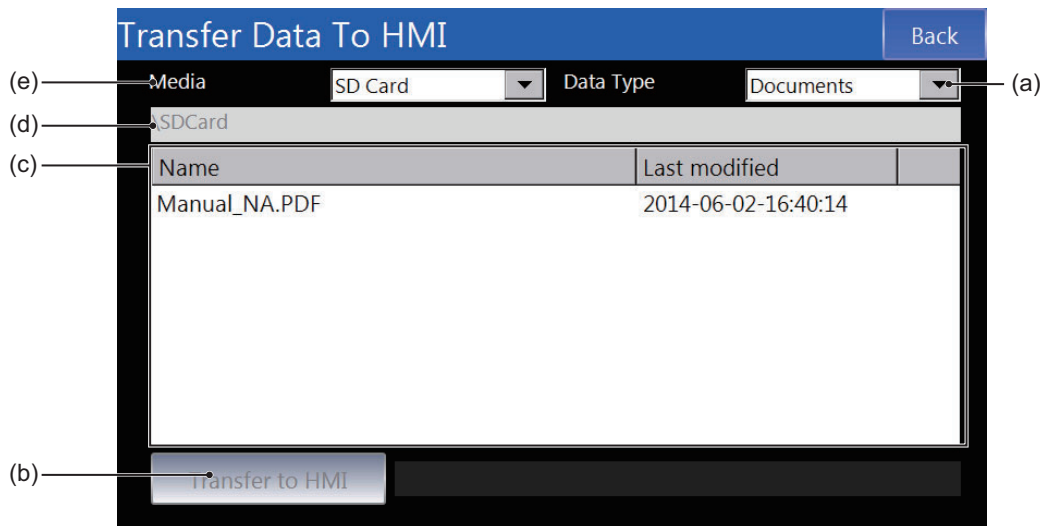 Transfer Data To HMI Back
(e) Media SD Card Data Type Documents (a)
(d) \SDCard
(c) Name Last modified
Manual_NA.PDF 2014-06-02-16:40:14
(b) Transfer to HMI